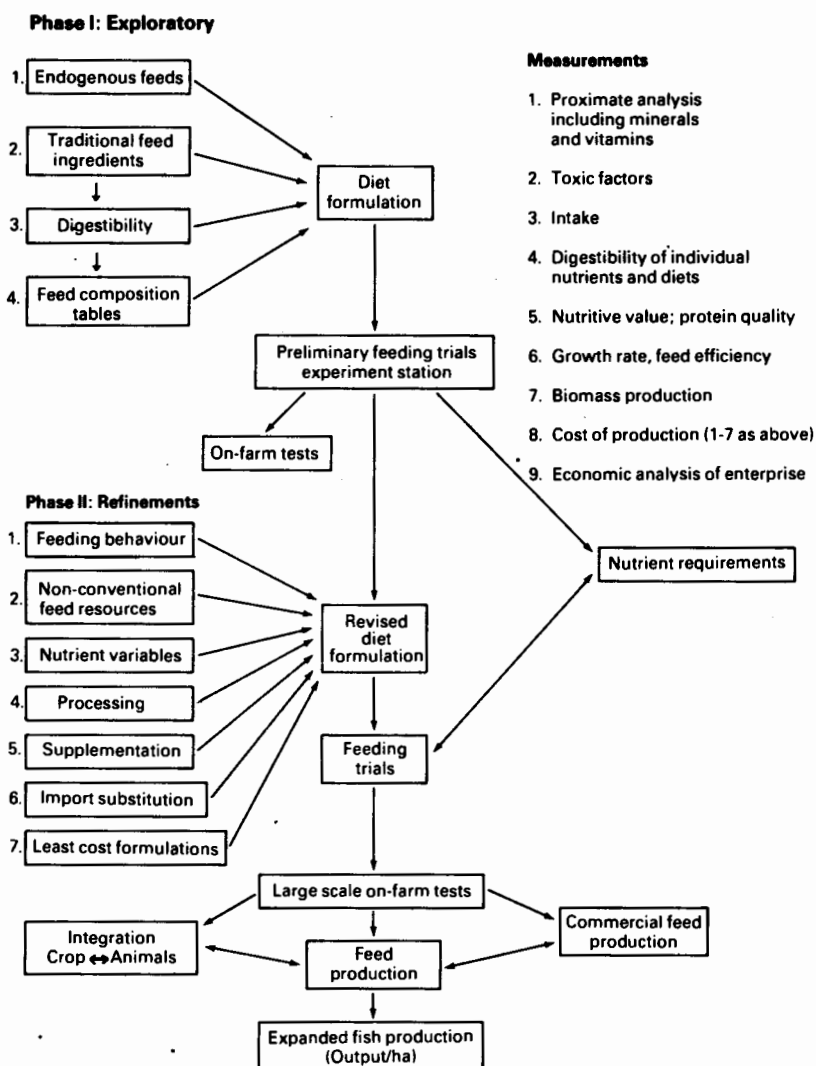 Phase I: Exploratory
1. Endogenous feeds
2. Traditional feed
ingredients
3. Digestibility
4. Feed composition
tables
Diet
formulation
Preliminary feeding trials
experiment station
On-farm tests
Measurements
1. Proximate analysis
including minerals
and vitamins
2. Toxic factors
3. Intake
4. Digestibility of individual
nutrients and diets
5. Nutritive value; protein quality
6. Growth rate, feed efficiency
7. Biomass production
8. Cost of production (1-7 as above)
9. Economic analysis of enterprise
Nutrient requirements
Phase II: Refinements
1. Feeding behaviour
2. Non-conventional
feed resources
3. Nutrient variables
4. Processing
5. Supplementation
6. Import substitution
7. Least cost formulations
Revised
diet
formulation
Feeding
trials
Large scale on-farm tests
Integration
Crop ↔ Animals
Feed
production
Commercial feed
production
Expanded fish production
(Output/ha)